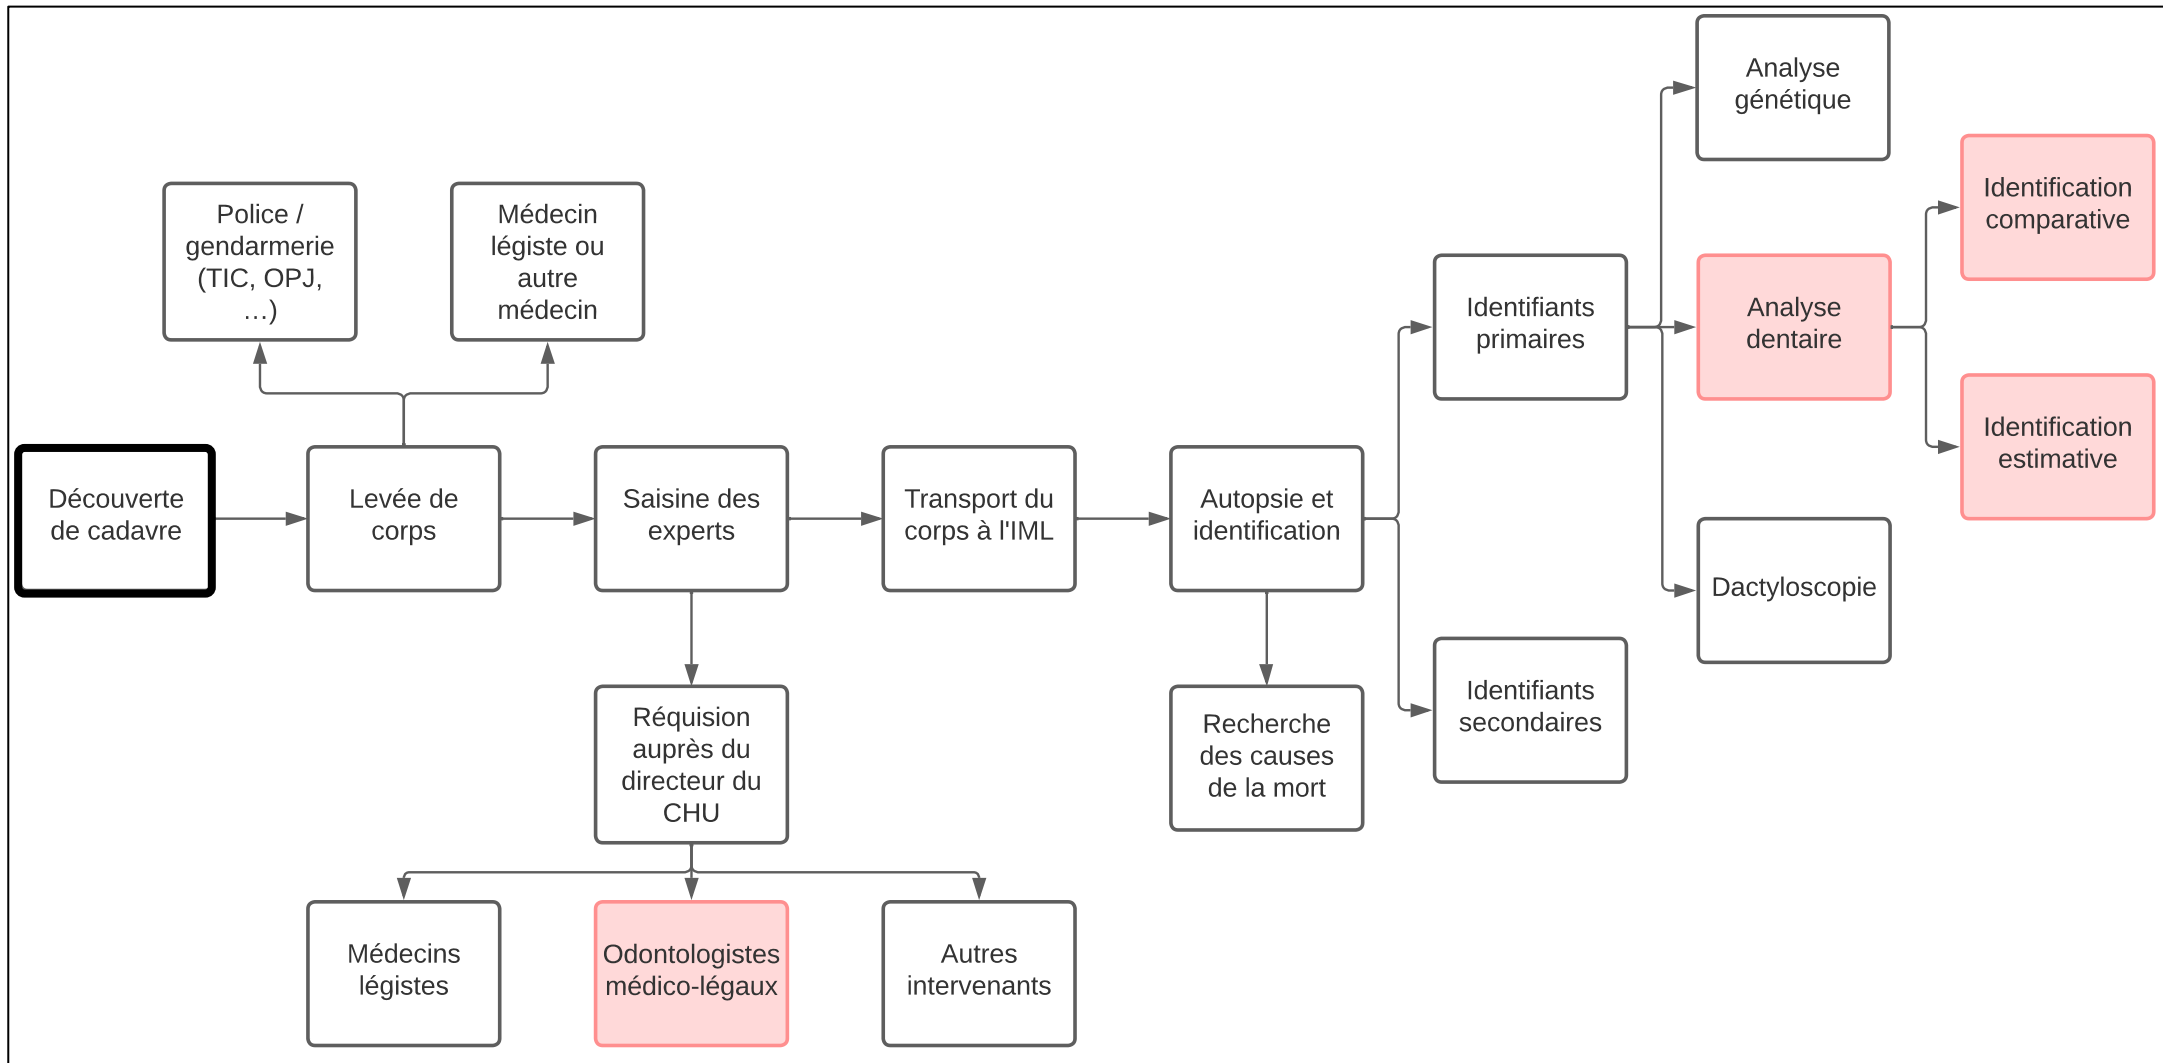 Analyse
génétique
Identification
comparative
Police /
gendarmerie
(TIC, OPJ,
…)
Médecin
légiste ou
autre
médecin
Identifiants
primaires
Analyse
dentaire
Identification
estimative
Découverte
de cadavre
Levée de
corps
Saisine des
experts
Transport du
corps à l'IML
Autopsie et
identification
Dactyloscopie
Identifiants
secondaires
Réquision
auprès du
directeur du
CHU
Recherche
des causes
de la mort
Médecins
légistes
Odontologistes
médico-légaux
Autres
intervenants